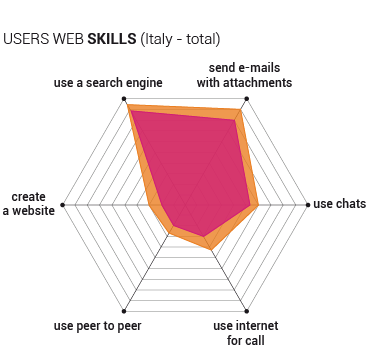 USERS WEB SKILLS (Italy - total)
send e-mails
use a search engine
with attachments
create
a website
use chats
use peer to peer
use internet
for call